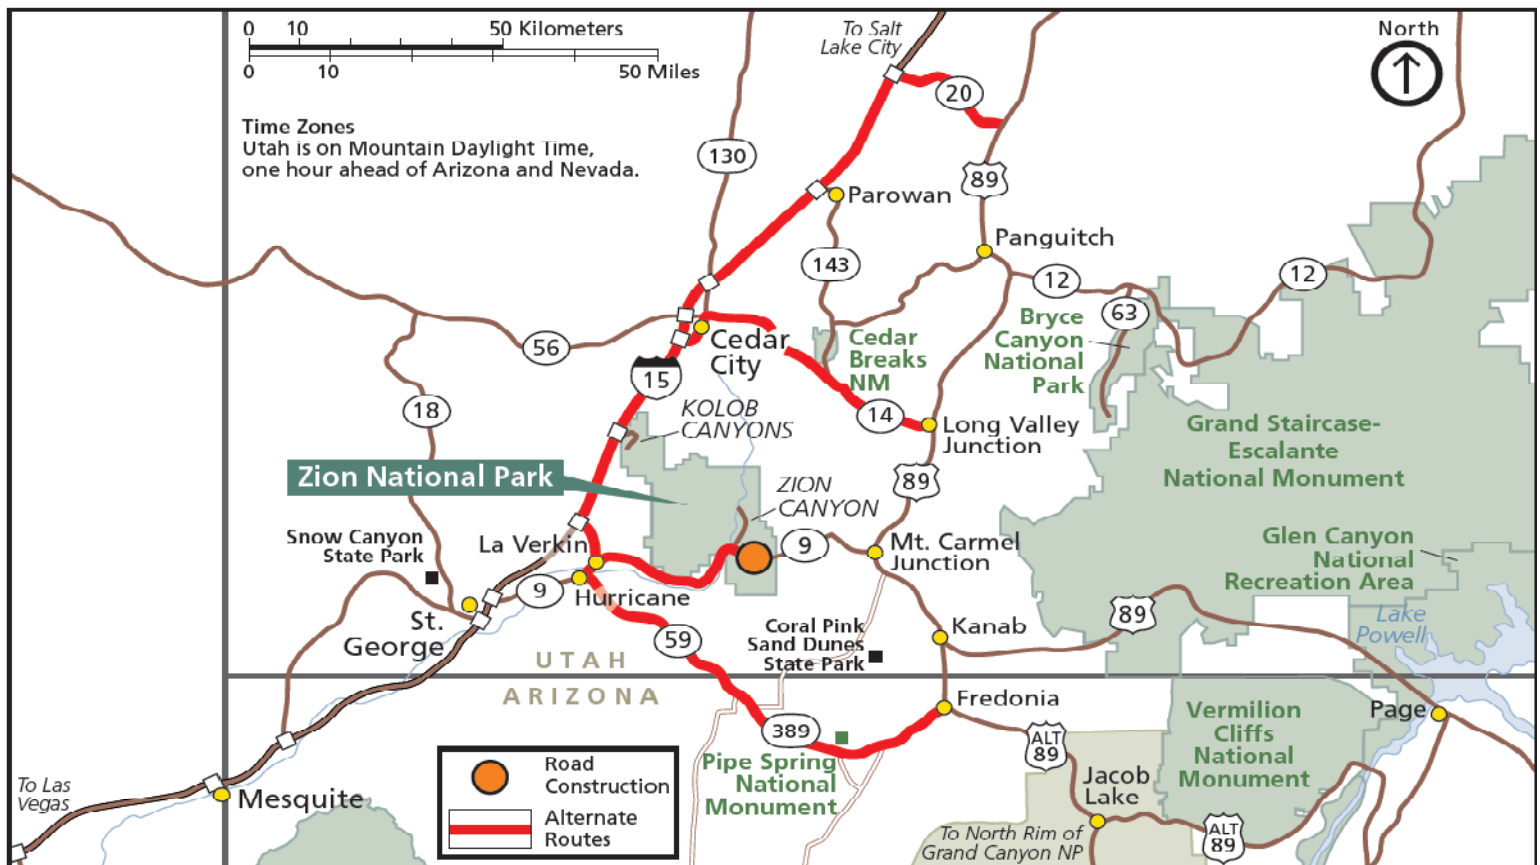 0 10 50 Kilometers
0 10 50 Miles
To Salt
Lake City
North
Time Zones
Utah is on Mountain Daylight Time,
one hour ahead of Arizona and Nevada.
20
130
89
Parowan
Panguitch
143
12
12
63
Bryce
Canyon
National
Park
56
Cedar
City
Cedar
Breaks
NM
15
18
KOLOB
CANYONS
14
Long Valley
Junction
Grand Staircase-
Escalante
National Monument
Zion National Park
89
ZION
CANYON
Snow Canyon
State Park
La Verkin
9
Mt. Carmel
Junction
Glen Canyon
National
Recreation Area
9
Hurricane
St.
George
59
Coral Pink
Sand Dunes
State Park
Kanab
89
Lake
Powell
UTAH
ARIZONA
Fredonia
389
ALT
89
Vermilion
Cliffs
National
Monument
Page
Pipe Spring
National
Monument
Jacob
Lake
To Las
Vegas
Mesquite
Road
Construction
Alternate
Routes
To North Rim of
Grand Canyon NP
ALT
89